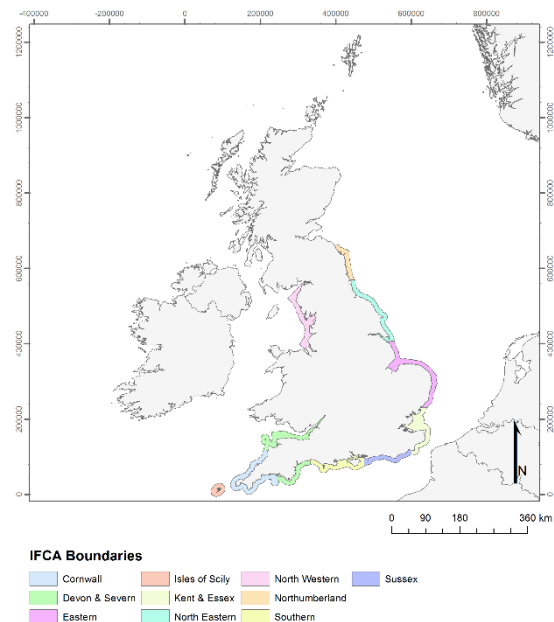 -400000 -200000 0 200000 400000 600000 800000
1200000 1200000
1000000 1000000
800000 800000
600000 600000
400000 400000
200000 200000
0 0
N
0 90 180 360 km
IFCA Boundaries
Cornwall Isles of Scily North Western Sussex
Devon & Severn Kent & Essex Northumberland
Eastern North Eastern Southern